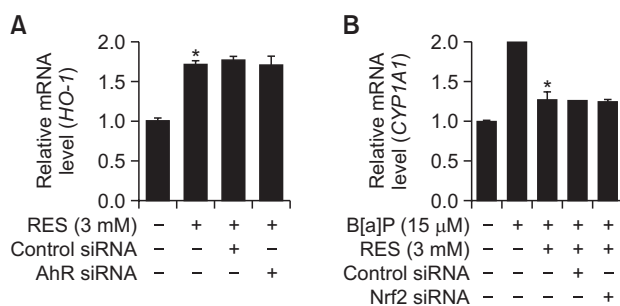 A
Relative mRNA
level (HO-1)
2.0
1.5
1.0
0.5
0.0
*
RES (3 mM) – + + +
Control siRNA – – + –
AhR siRNA – – – +
B
Relative mRNA
level (CYP1A1)
2.0
1.5
1.0
0.5
0.0
*
B[a]P (15 μM) – + + + +
RES (3 mM) – – + + +
Control siRNA – – – + –
Nrf2 siRNA – – – – +